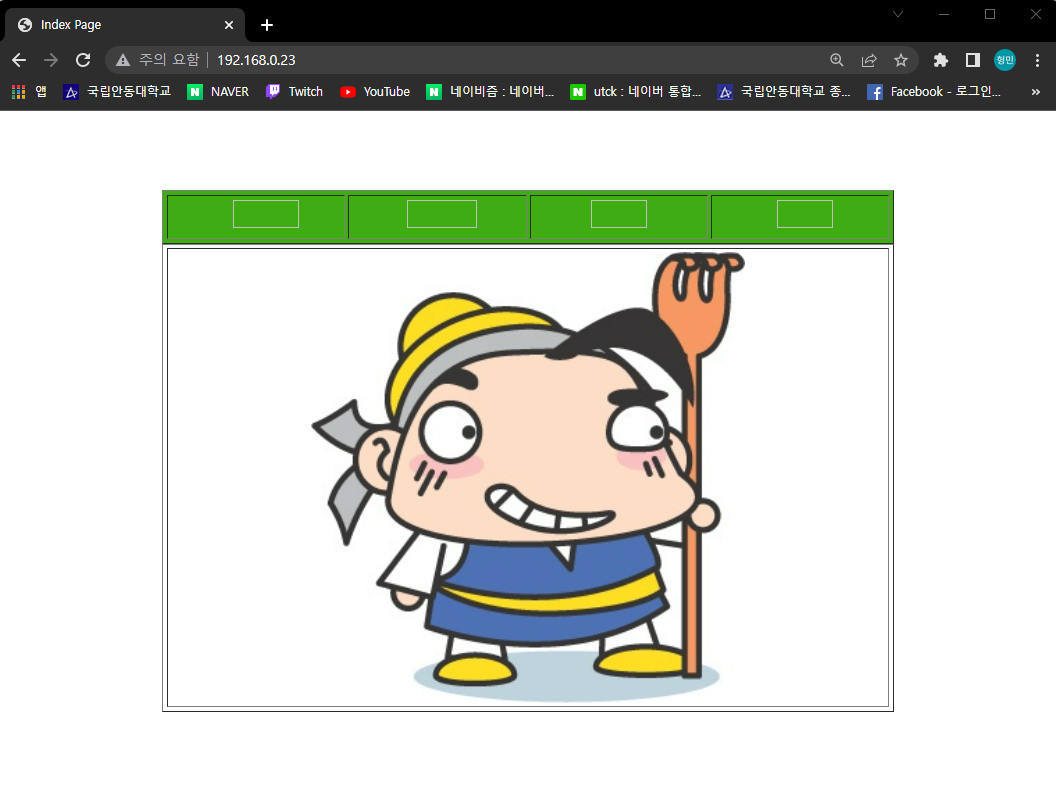 Index Page
주의 요함 192.168.0.23
형민
앱 국립안동대학교 NAVER Twitch YouTube 네이비즘 : 네이버... utck : 네이버 통합... 국립안동대학교 종... Facebook - 로그인...